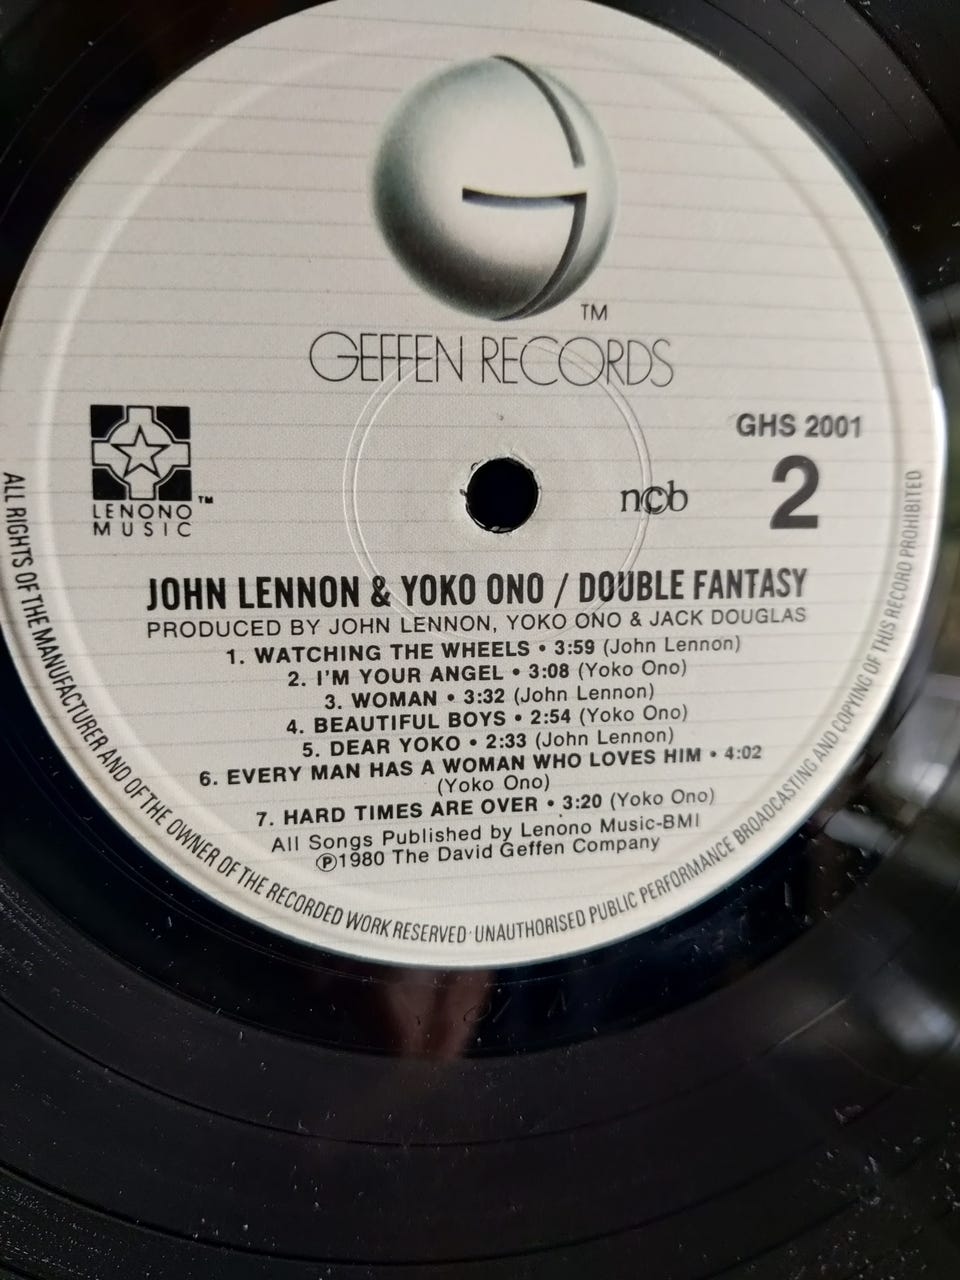 TM
GEFFEN RECORDS
GHS 2001
2
ncb
LENONO ™
MUSIC
JOHN LENNON & YOKO ONO / DOUBLE FANTASY
PRODUCED BY JOHN LENNON, YOKO ONO & JACK DOUGLAS
1. WATCHING THE WHEELS • 3:59 (John Lennon)
2. I'M YOUR ANGEL • 3:08 (Yoko Ono)
3. WOMAN • 3:32 (John Lennon)
4. BEAUTIFUL BOYS • 2:54 (Yoko Ono)
5. DEAR YOKO • 2:33 (John Lennon)
6. EVERY MAN HAS A WOMAN WHO LOVES HIM • 4:02
(Yoko Ono)
7. HARD TIMES ARE OVER • 3:20 (Yoko Ono)
All Songs Published by Lenono Music-BMI
Ⓟ1980 The David Geffen Company
ALL RIGHTS OF THE MANUFACTURER AND OF THE OWNER OF THE RECORDED WORK RESERVED · UNAUTHORISED PUBLIC PERFORMANCE BROADCASTING AND COPYING OF THIS RECORD PROHIBITED